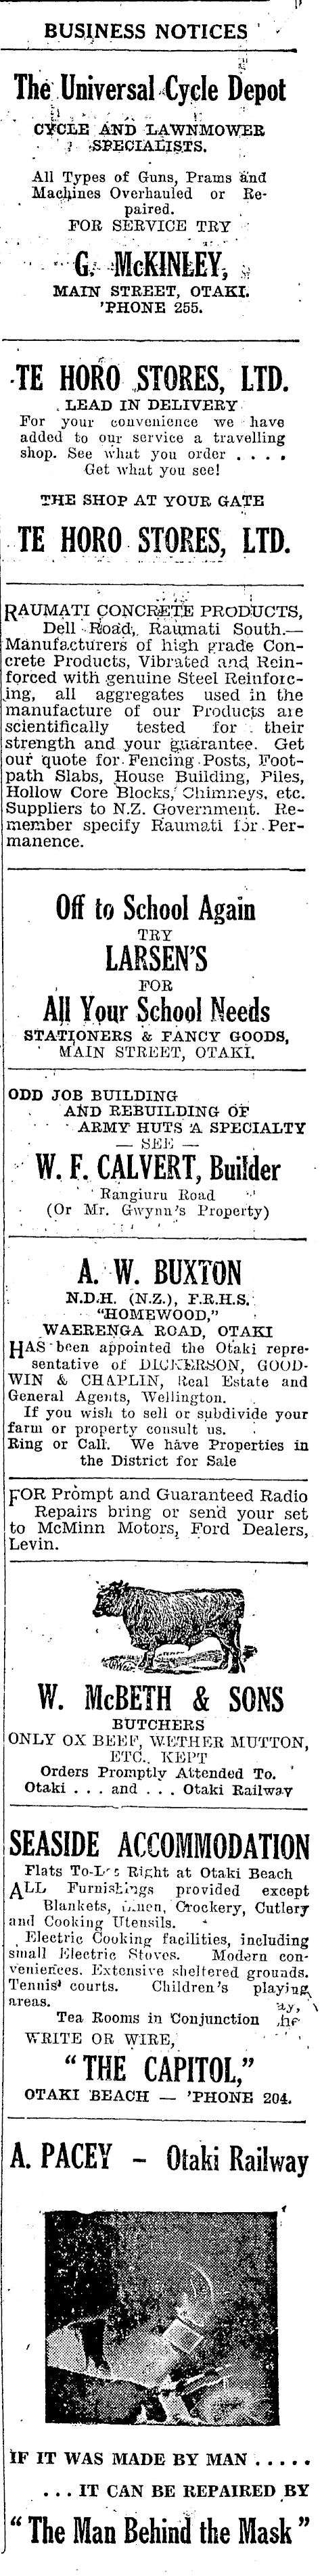 BUSINESS NOTICES
The Universal Cycle Depot
CYCLE AND LAWNMOWER
SPECIALISTS.
All Types of Guns, Prams and
Machines Overhauled or Re-
paired.
FOR SERVICE TRY
G. McKINLEY,
MAIN STREET, OTAKI.
'PHONE 255.
TE HORO STORES, LTD.
LEAD IN DELIVERY
For your convenience we have
added to our service a travelling
shop. See what you order . . . .
Get what you see!
THE SHOP AT YOUR GATE
TE HORO STORES, LTD.
RAUMATI CONCRETE PRODUCTS,
Dell Road, Raumati South.—
Manufacturers of high grade Con-
crete Products, Vibrated and Rein-
forced with genuine Steel Reinforc-
ing, all aggregates used in the
manufacture of our Products are
scientifically tested for their
strength and your guarantee. Get
our quote for Fencing Posts, Foot-
path Slabs, House Building, Piles,
Hollow Core Blocks, Chimneys, etc.
Suppliers to N.Z. Government. Re-
member specify Raumati for Per-
manence.
Off to School Again
TRY
LARSEN'S
FOR
All Your School Needs
STATIONERS & FANCY GOODS,
MAIN STREET, OTAKI.
ODD JOB BUILDING
AND REBUILDING OF
ARMY HUTS A SPECIALTY
— SEE —
W. F. CALVERT, Builder
Rangiuru Road
(Or Mr. Gwynn's Property)
A. W. BUXTON
N.D.H. (N.Z.), F.R.H.S.
"HOMEWOOD,"
WAERENGA ROAD, OTAKI
HAS been appointed the Otaki repre-
sentative of DICKERSON, GOOD-
WIN & CHAPLIN, Real Estate and
General Agents, Wellington.
If you wish to sell or subdivide your
farm or property consult us.
Ring or Call. We have Properties in
the District for Sale
FOR Prompt and Guaranteed Radio
Repairs bring or send your set
to McMinn Motors, Ford Dealers,
Levin.
W. McBETH & SONS
BUTCHERS
ONLY OX BEEF, WETHER MUTTON,
ETC., KEPT
Orders Promptly Attended To.
Otaki . . . and . . . Otaki Railway
SEASIDE ACCOMMODATION
Flats To-Let Right at Otaki Beach
ALL Furnishings provided except
Blankets, Linen, Crockery, Cutlery
and Cooking Utensils.
Electric Cooking facilities, including
small Electric Stoves. Modern con-
veniences. Extensive sheltered grounds.
Tennis courts. Children's playing
areas.
Tea Rooms in Conjunction
WRITE OR WIRE,
"THE CAPITOL,"
OTAKI BEACH — 'PHONE 204.
A. PACEY – Otaki Railway
IF IT WAS MADE BY MAN . . . . .
. . . IT CAN BE REPAIRED BY
"The Man Behind the Mask"